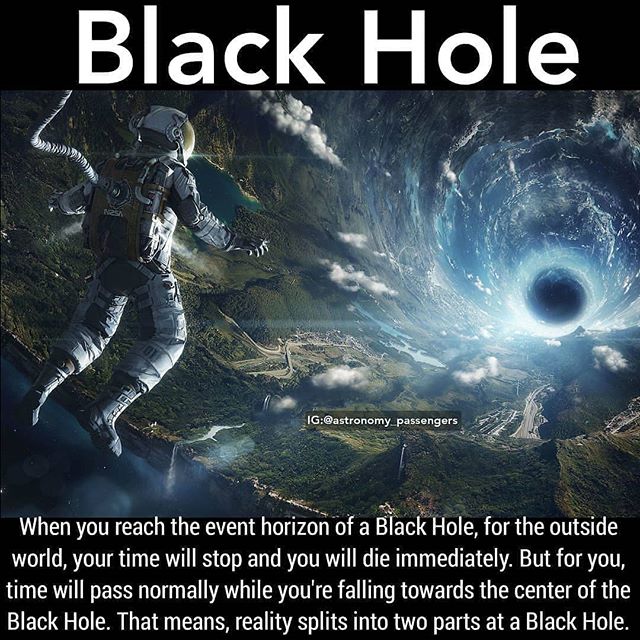 Black Hole
NASA
IG:@astronomy_passengers
When you reach the event horizon of a Black Hole, for the outside
world, your time will stop and you will die immediately. But for you,
time will pass normally while you're falling towards the center of the
Black Hole. That means, reality splits into two parts at a Black Hole.